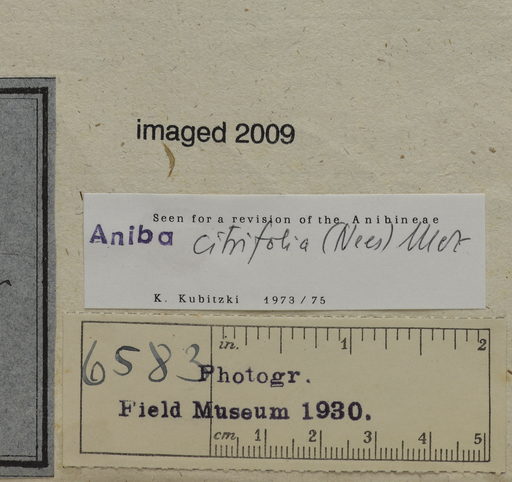 imaged 2009
Seen for a revision of the Anibineae
Aniba citrifolia (Nees) Mez
K. Kubitzki 1973/75
in. 1 2
6583 Photogr.
Field Museum 1930.
cm. 1 2 3 4 5